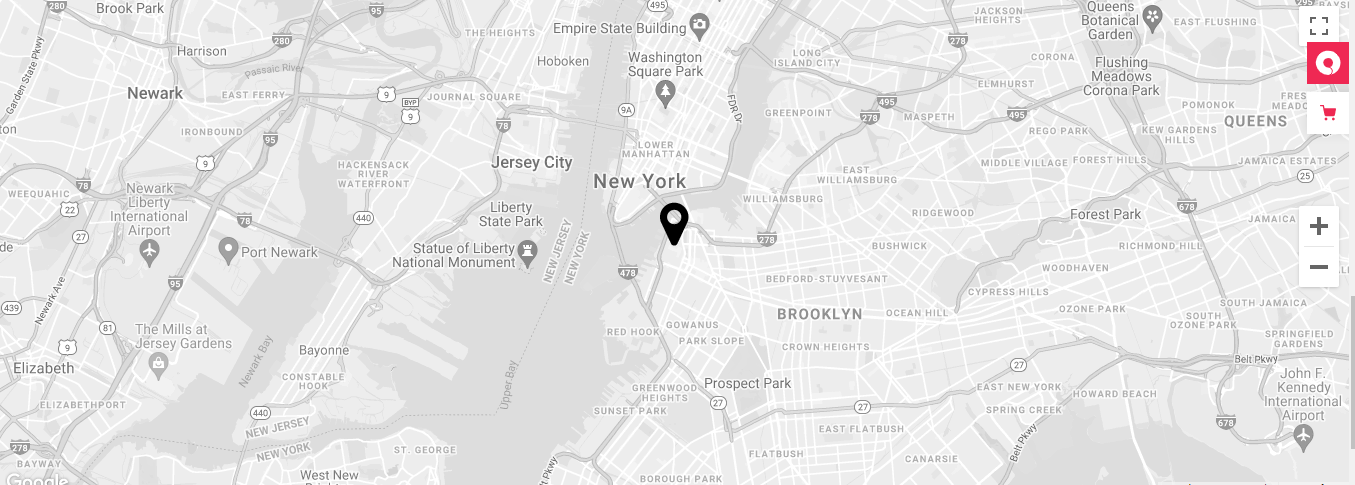 280
Brook Park
95
495
Empire State Building
JACKSON
HEIGHTS
Queens
Botanical
Garden
EAST FLUSHING
295
Garden State Pkwy
Harrison
280
THE HEIGHTS
Hoboken
Washington
Square Park
LONG
ISLAND CITY
278
CORONA
Flushing
Meadows
Corona Park
Passaic River
Newark
EAST FERRY
9
BYP
9
JOURNAL SQUARE
9A
FDR Dr
GREENPOINT
495
278
MASPETH
ELMHURST
POMONOK
QUEENS
IRONBOUND
95
78
REGO PARK
KEW GARDENS
HILLS
LOWER
MANHATTAN
9
Jersey City
HACKENSACK
RIVER
WATERFRONT
EAST
WILLIAMSBURG
MIDDLE VILLAGE
FOREST HILLS
JAMAICA ESTATES
25
WEEQUAHIC
78
New York
WILLIAMSBURG
Newark
Liberty
International
Airport
22
27
440
Liberty
State Park
RIDGEWOOD
Forest Park
678
JAMAICA
Port Newark
Statue of Liberty
National Monument
NEW JERSEY
NEW YORK
278
BUSHWICK
RICHMOND HILL
95
478
BEDFORD-STUYVESANT
WOODHAVEN
CYPRESS HILLS
439
Newark Ave
81
The Mills at
Jersey Gardens
RED HOOK
GOWANUS
PARK SLOPE
BROOKLYN
OCEAN HILL
OZONE PARK
SOUTH
OZONE PARK
SOUTH JAMAICA
SPRINGFIELD
GARDENS
9
Elizabeth
Newark Bay
Bayonne
CROWN HEIGHTS
27
Belt Pkwy
CONSTABLE
HOOK
Upper Bay
GREENWOOD
HEIGHTS
Prospect Park
EAST NEW YORK
HOWARD BEACH
John F.
Kennedy
International
Airport
ELIZABETHPORT
440
NEW JERSEY
NEW YORK
SUNSET PARK
27
27
SPRING CREEK
678
278
BAYWAY
ST. GEORGE
EAST FLATBUSH
FLATBUSH
CANARSIE
Belt Pkwy
Google
West New
BOROUGH PARK